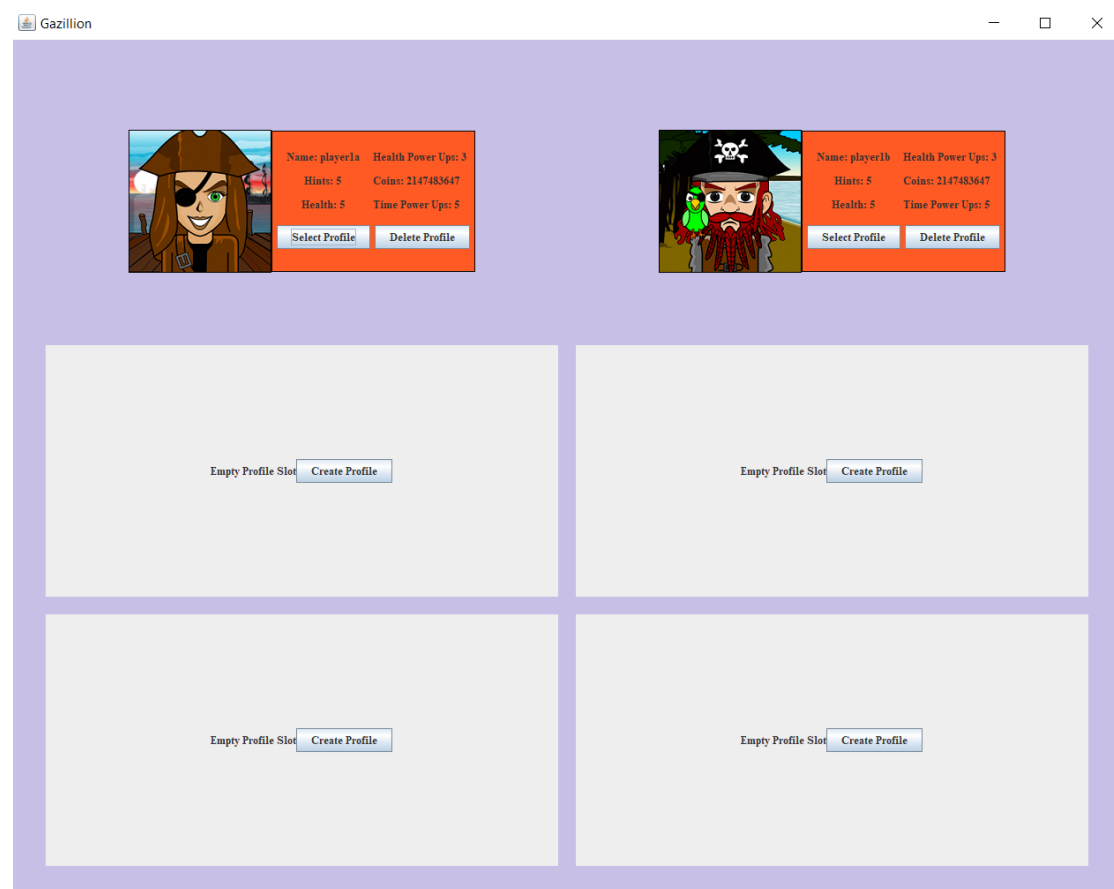 Gazillion
Name: player1a Health Power Ups: 3
Hints: 5 Coins: 2147483647
Health: 5 Time Power Ups: 5
Select Profile Delete Profile
Name: player1b Health Power Ups: 3
Hints: 5 Coins: 2147483647
Health: 5 Time Power Ups: 5
Select Profile Delete Profile
Empty Profile Slot Create Profile
Empty Profile Slot Create Profile
Empty Profile Slot Create Profile
Empty Profile Slot Create Profile